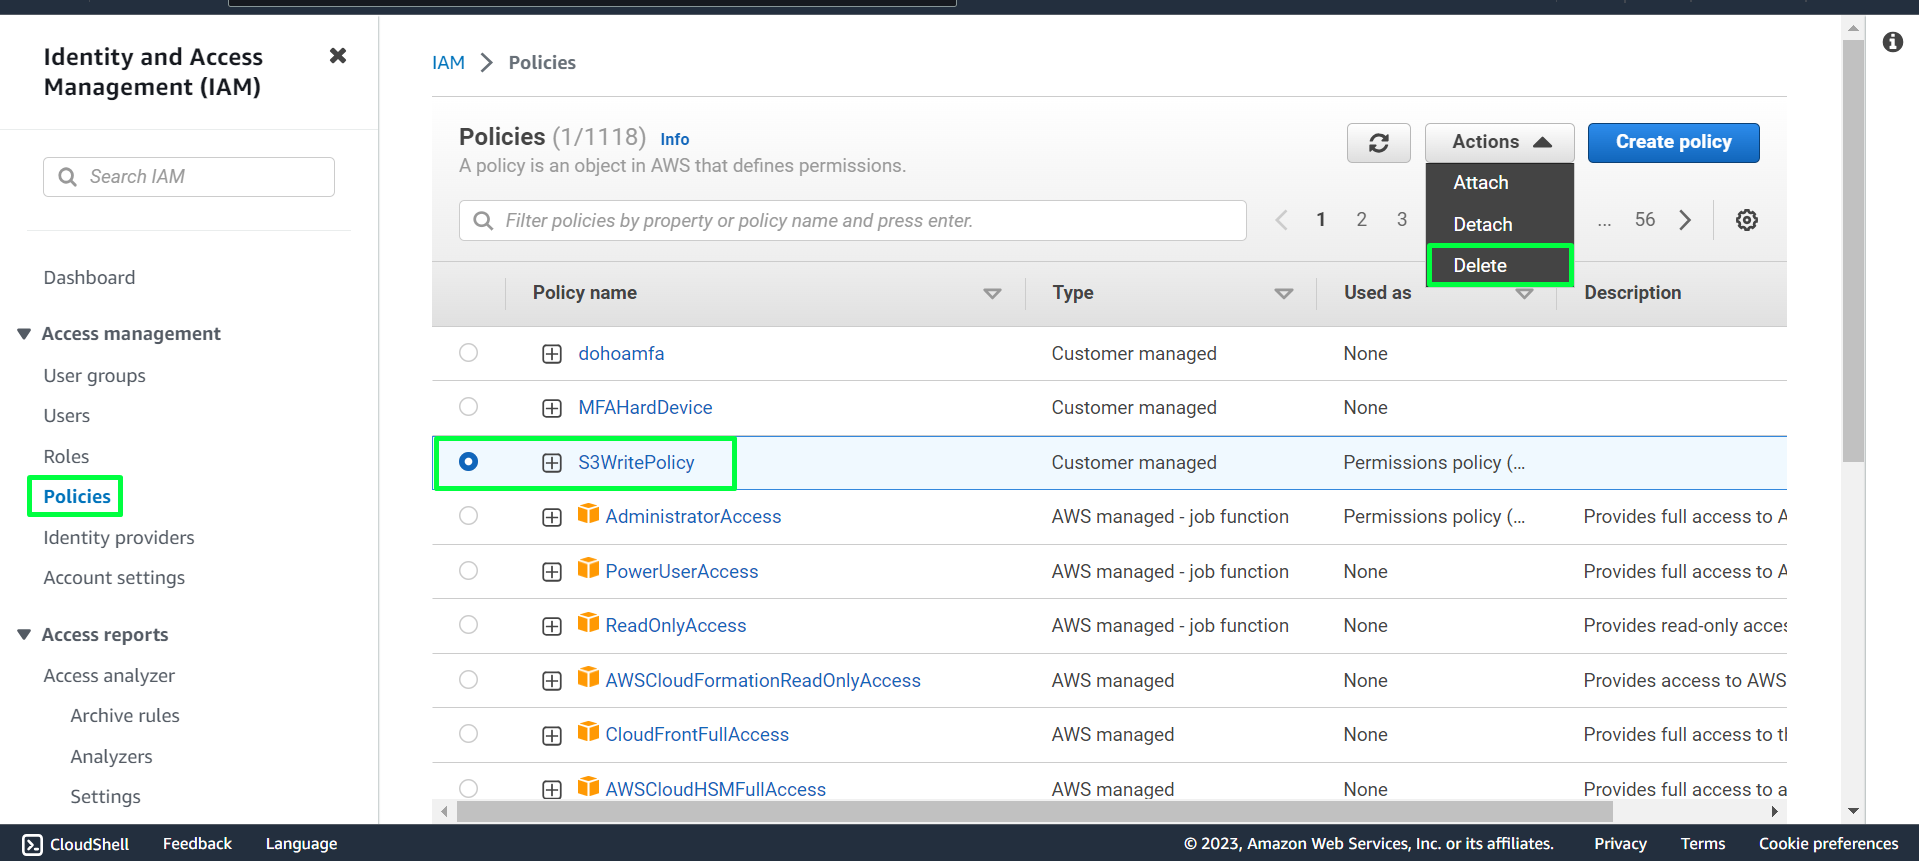 Identity and Access
Management (IAM)
Search IAM
Dashboard
Access management
User groups
Users
Roles
Policies
Identity providers
Account settings
Access reports
Access analyzer
Archive rules
Analyzers
Settings
IAM > Policies
Policies (1/1118) Info
A policy is an object in AWS that defines permissions.
Actions
Create policy
Attach
Detach
Delete
Filter policies by property or policy name and press enter.
1 2 3 ... 56
Policy name Type Used as Description
dohoamfa Customer managed None
MFAHardDevice Customer managed None
S3WritePolicy Customer managed Permissions policy (...
AdministratorAccess AWS managed - job function Permissions policy (... Provides full access to A
PowerUserAccess AWS managed - job function None Provides full access to A
ReadOnlyAccess AWS managed - job function None Provides read-only acces
AWSCloudFormationReadOnlyAccess AWS managed None Provides access to AWS
CloudFrontFullAccess AWS managed None Provides full access to th
AWSCloudHSMFullAccess AWS managed None Provides full access to a
CloudShell Feedback Language © 2023, Amazon Web Services, Inc. or its affiliates. Privacy Terms Cookie preferences